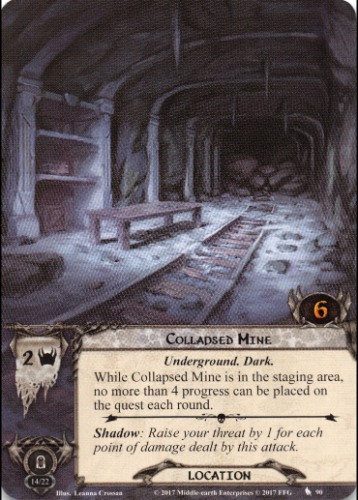 6
COLLAPSED MINE
2
Underground. Dark.
While Collapsed Mine is in the staging area,
no more than 4 progress can be placed on
the quest each round.
Shadow: Raise your threat by 1 for each
point of damage dealt by this attack.
14/22
LOCATION
Illus. Leanna Crossan
© 2017 Middle-earth Enterprises © 2017 FFG
90